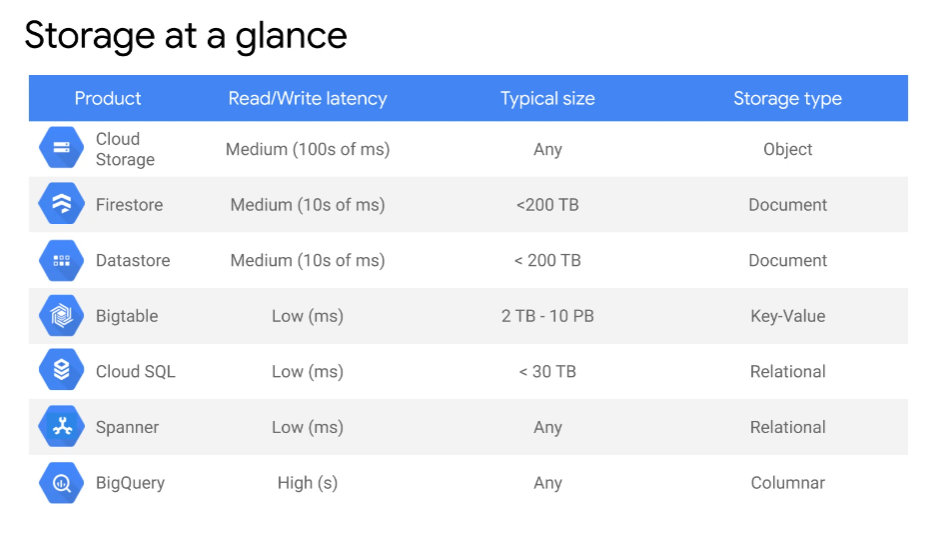 Storage at a glance
Product Read/Write latency Typical size Storage type
Cloud
Storage Medium (100s of ms) Any Object
Firestore Medium (10s of ms) <200 TB Document
Datastore Medium (10s of ms) < 200 TB Document
Bigtable Low (ms) 2 TB - 10 PB Key-Value
Cloud SQL Low (ms) < 30 TB Relational
Spanner Low (ms) Any Relational
BigQuery High (s) Any Columnar